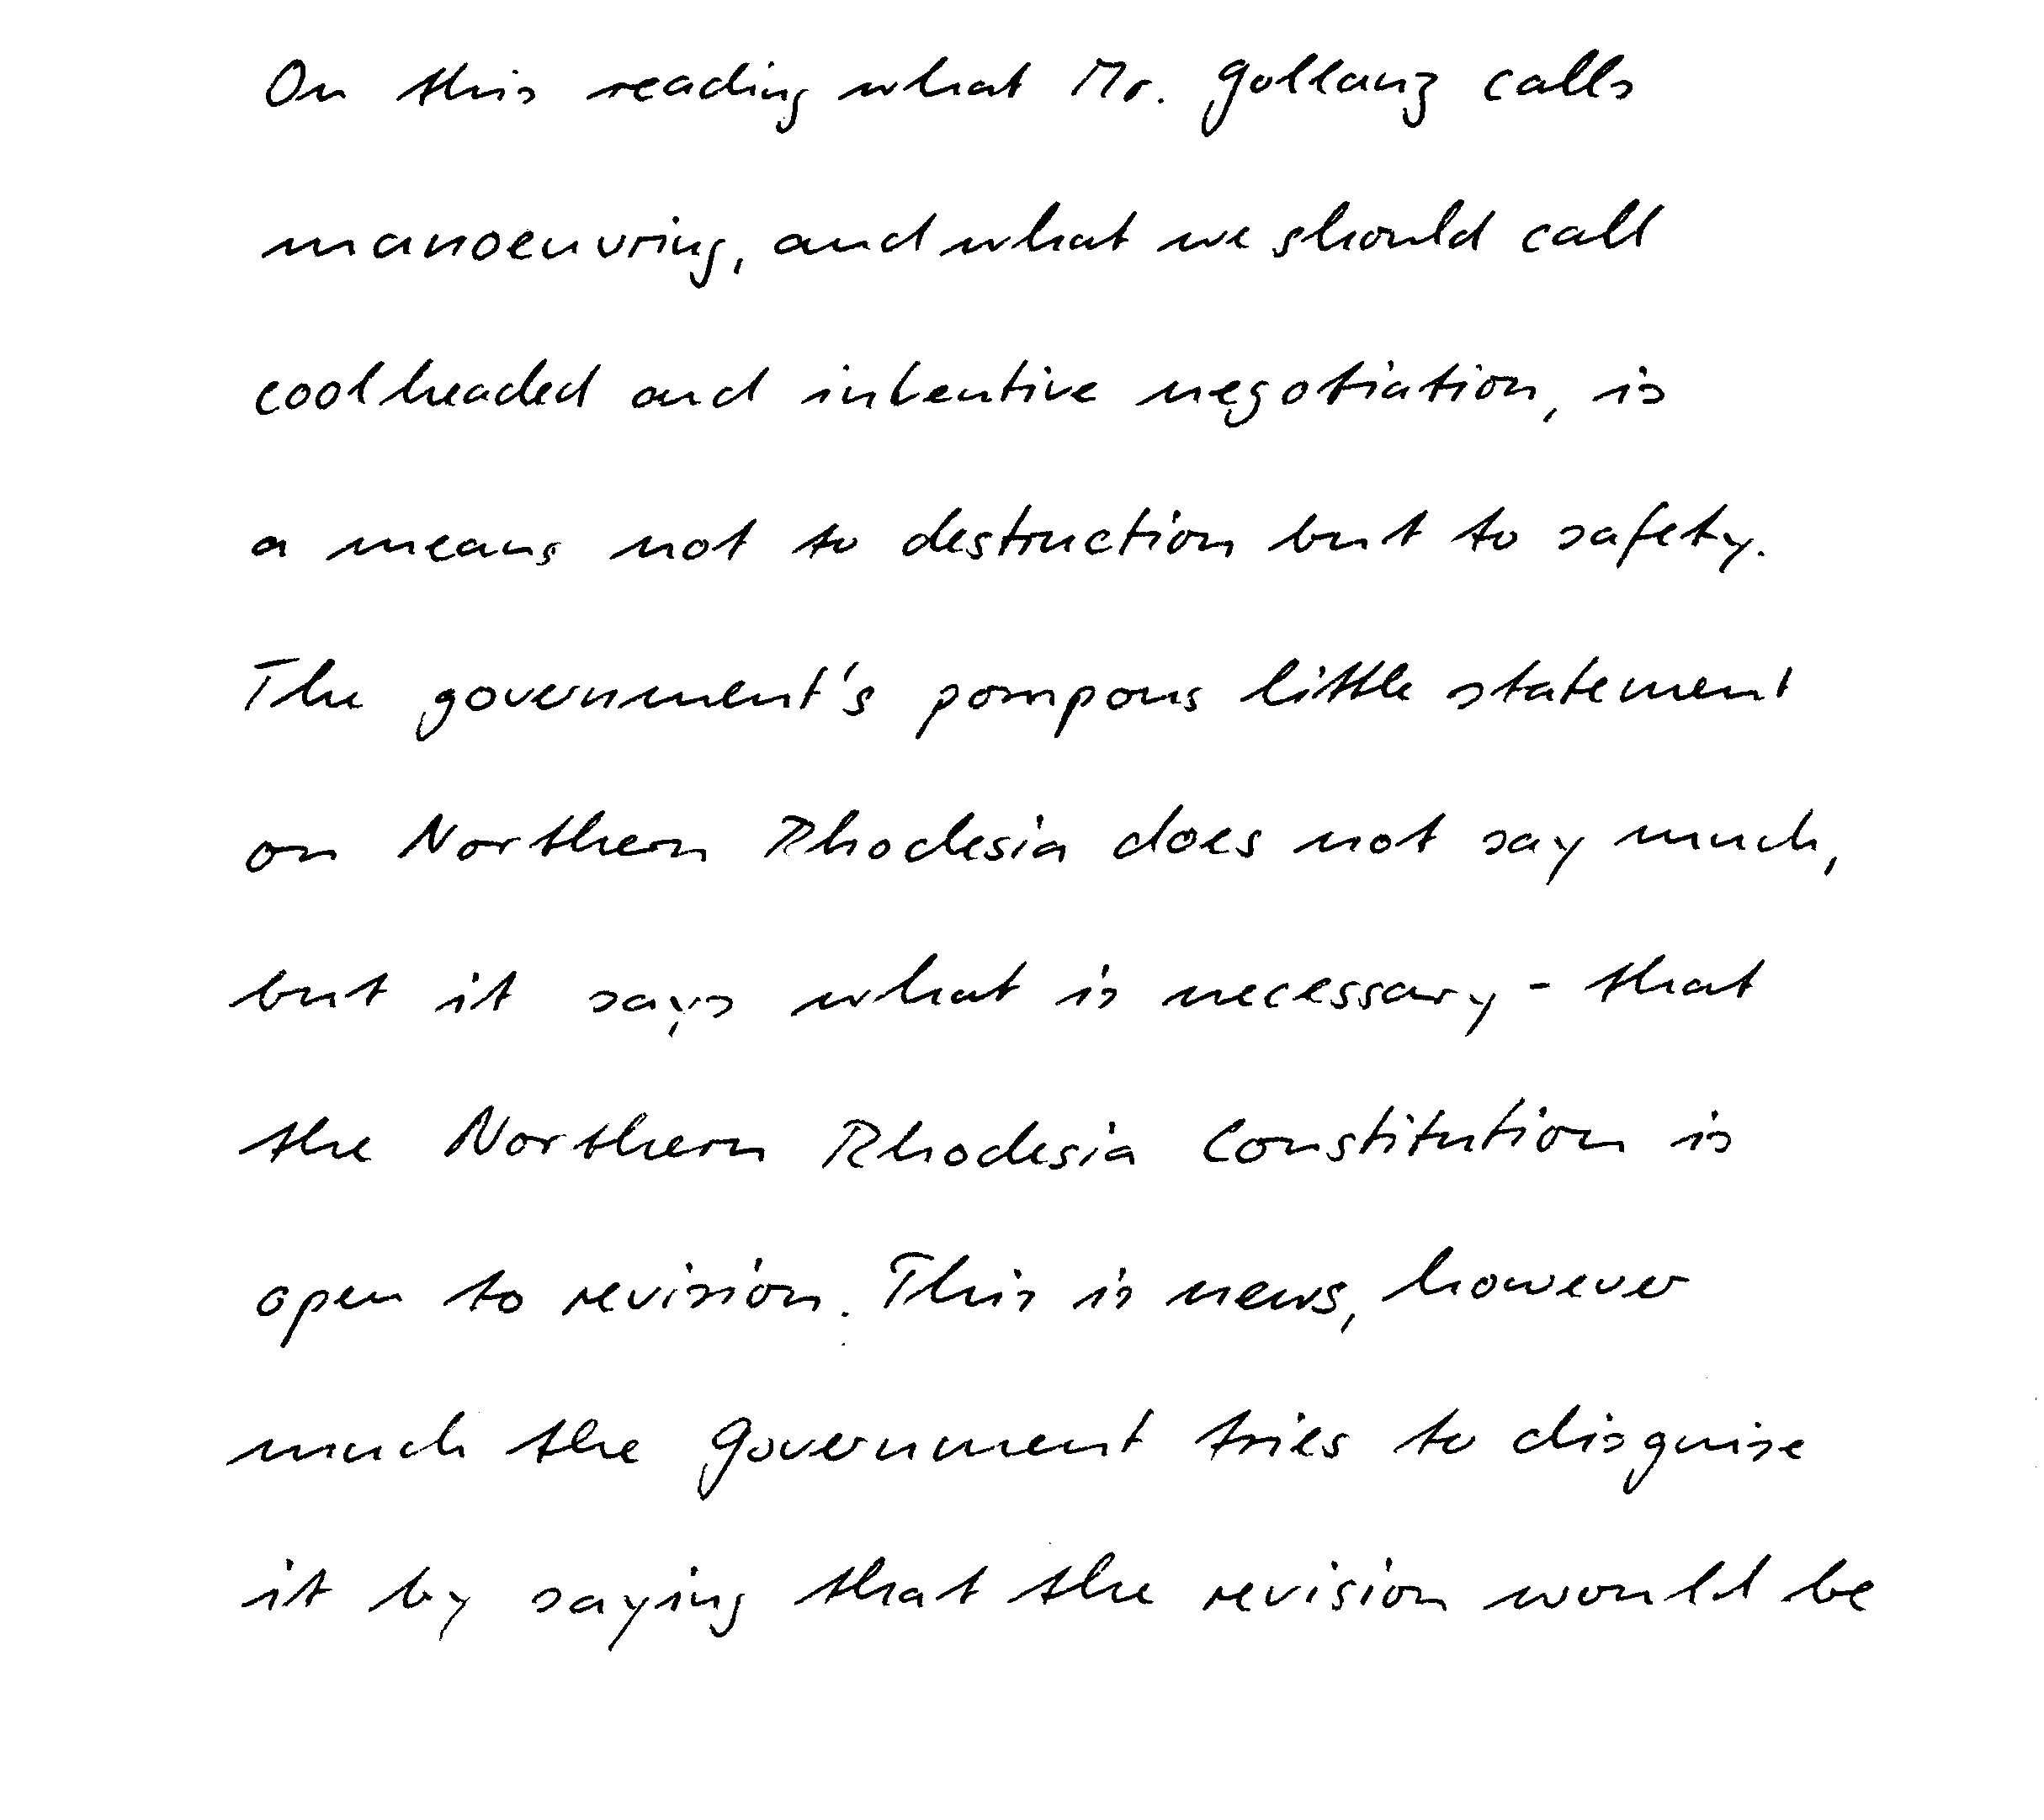 On this reading what Mr. Gollanz calls
manoeuvring, and what we should call
coolheaded and inventive negotiation, is
a means not to destruction but to safety.
The government's pompous little statement
on Northern Rhodesia does not say much,
but it says what is necessary - that
the Northern Rhodesia Constitution is
open to revision. This is news, however
much the Government tries to disguise
it by saying that the revision would be